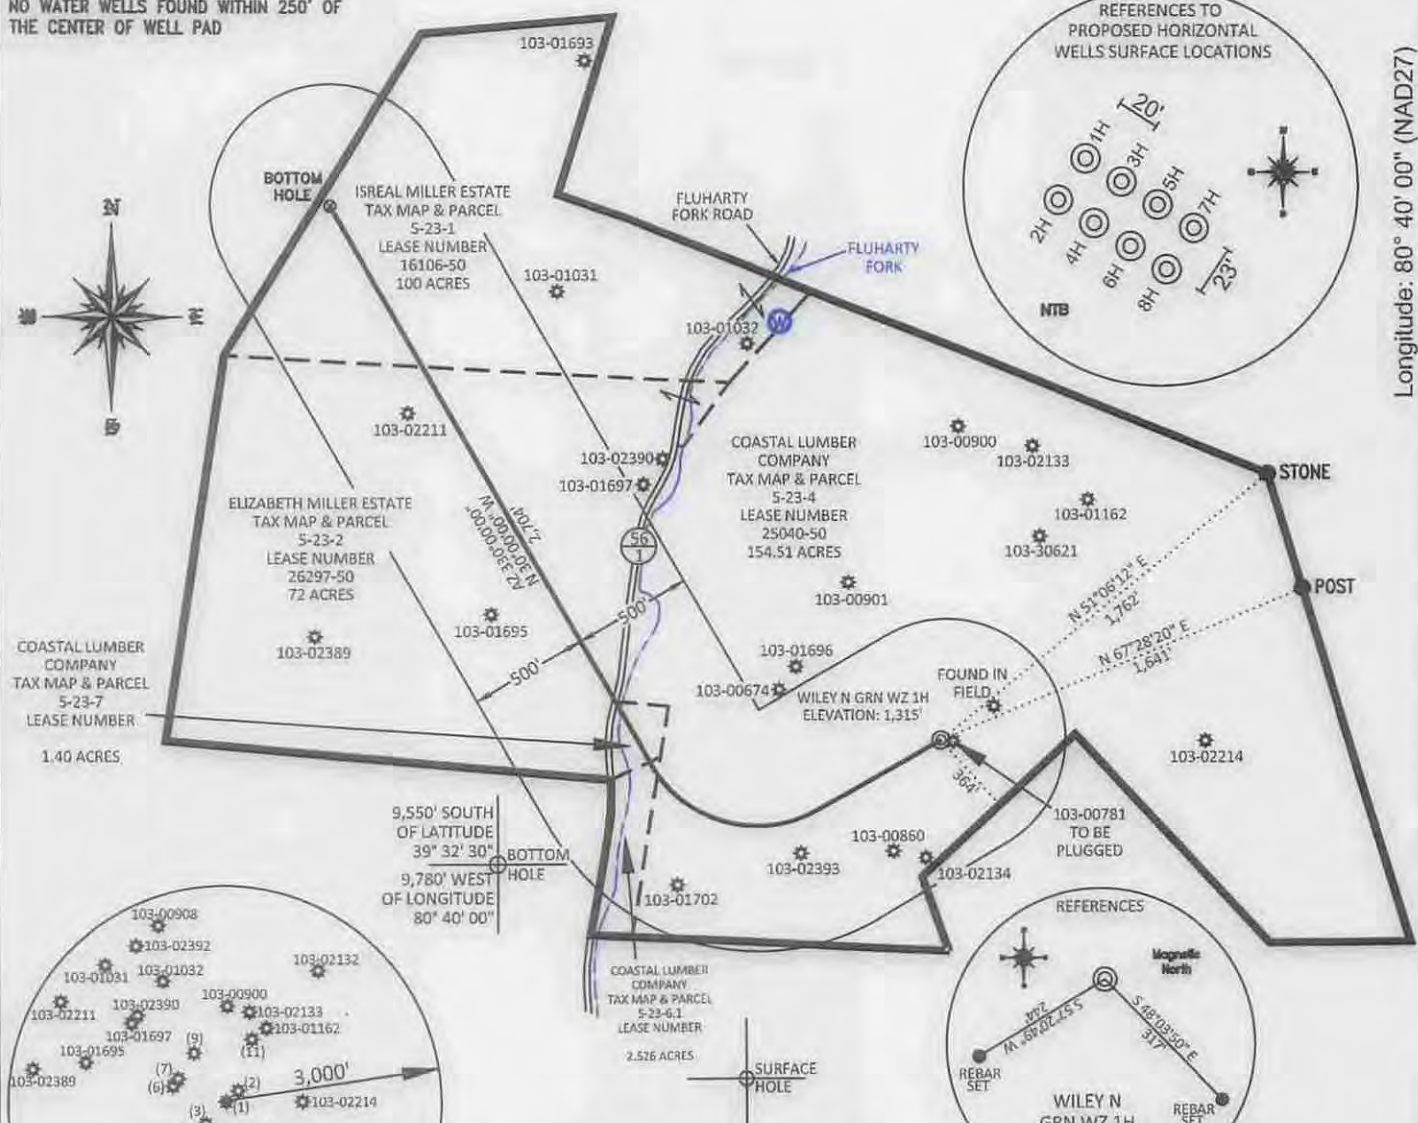 NO WATER WELLS FOUND WITHIN 250' OF
THE CENTER OF WELL PAD
103-01693
REFERENCES TO
PROPOSED HORIZONTAL
WELLS SURFACE LOCATIONS
20'
1H
3H
5H
7H
2H
4H
6H
8H
23"
NTB
Longitude: 80° 40' 00" (NAD27)
BOTTOM
HOLE
ISREAL MILLER ESTATE
TAX MAP & PARCEL
5-23-1
LEASE NUMBER
16106-50
100 ACRES
FLUHARTY
FORK ROAD
FLUHARTY
FORK
N
E
S
103-01031
103-01032
W
103-02211
103-02390
103-01697
COASTAL LUMBER
COMPANY
TAX MAP & PARCEL
5-23-4
LEASE NUMBER
25040-50
154.51 ACRES
103-00900
103-02133
STONE
103-01162
103-30621
ELIZABETH MILLER ESTATE
TAX MAP & PARCEL
5-23-2
LEASE NUMBER
26297-50
72 ACRES
AZ 330°00'00"
N 30°00'00" W
2,704'
56
1
103-00901
N 51°06'12" E
1,762'
POST
103-01695
500'
500'
N 67°28'20" E
1,641'
103-02389
103-01696
103-00674
COASTAL LUMBER
COMPANY
TAX MAP & PARCEL
5-23-7
LEASE NUMBER
1.40 ACRES
WILEY N GRN WZ 1H
ELEVATION: 1,315'
FOUND IN
FIELD
364'
103-02214
103-00781
TO BE
PLUGGED
9,550' SOUTH
OF LATITUDE
39° 32' 30"
9,780' WEST
OF LONGITUDE
80° 40' 00"
BOTTOM
HOLE
103-02393
103-00860
103-02134
103-01702
103-00908
103-02392
103-01031
103-01032
103-02132
103-02211
103-02390
103-00900
103-02133
103-01697
103-01162
103-01695
(9)
(11)
103-02389
(7)
(6)
(2)
(1)
(3)
3,000'
103-02214
COASTAL LUMBER
COMPANY
TAX MAP & PARCEL
5-23-6.1
LEASE NUMBER
2.526 ACRES
SURFACE
HOLE
REFERENCES
Magnetic
North
S 57°20'49" W
244'
S 48°03'50" E
317'
REBAR
SET
WILEY N
GRN WZ 1H
REBAR
SET